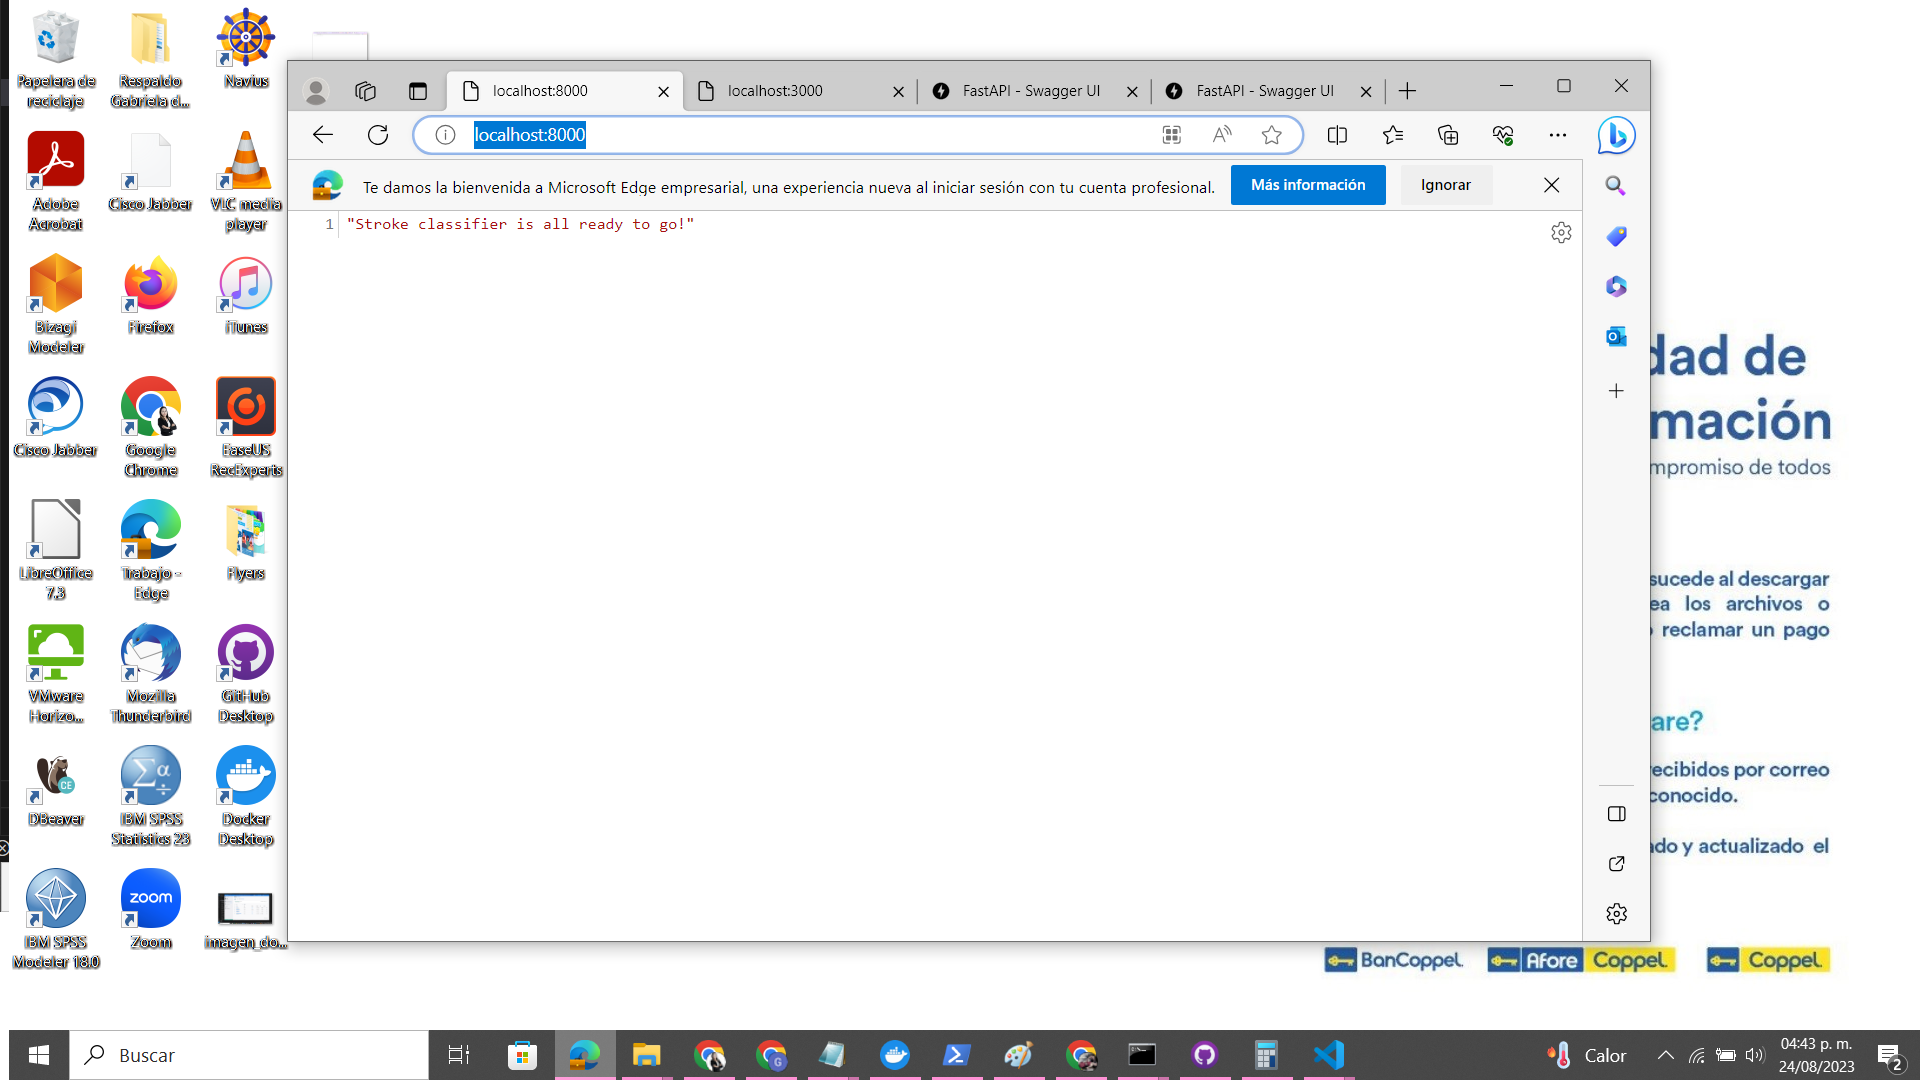 Papelera de
reciclaje
Respaldo
Gabriela d...
Navius
Adobe
Acrobat
Cisco Jabber
VLC media
player
Bizagi
Modeler
Firefox
iTunes
Cisco Jabber
Google
Chrome
EaseUS
RecExperts
LibreOffice
7.3
Trabajo -
Edge
Flyers
VMware
Horizo...
Mozilla
Thunderbird
GitHub
Desktop
DBeaver
IBM SPSS
Statistics 23
Docker
Desktop
IBM SPSS
Modeler 18.0
zoom
Zoom
imagen_do...
localhost:8000
localhost:3000
FastAPI - Swagger UI
FastAPI - Swagger UI
localhost:8000
Te damos la bienvenida a Microsoft Edge empresarial, una experiencia nueva al iniciar sesión con tu cuenta profesional.
Más información
Ignorar
1 "Stroke classifier is all ready to go!"
dad de
mación
mpromiso de todos
sucede al descargar
ea los archivos o
reclamar un pago
are?
ecibidos por correo
conocido.
ado y actualizado el
BanCoppel.
Afore Coppel.
Coppel.
Buscar
Calor
04:43 p. m.
24/08/2023
2